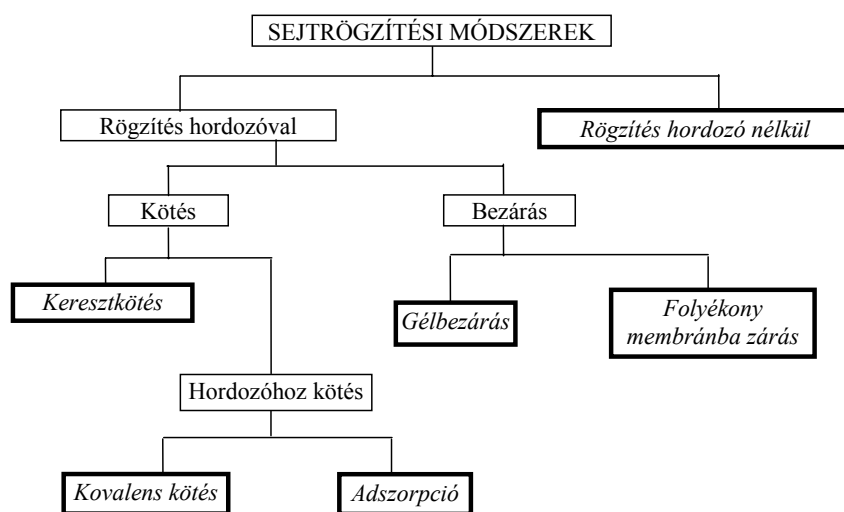 SEJTRÖGZÍTÉSI MÓDSZEREK
Rögzítés hordozóval
Rögzítés hordozó nélkül
Kötés
Bezárás
Keresztkötés
Gélbezárás
Folyékony
membránba zárás
Hordozóhoz kötés
Kovalens kötés
Adszorpció